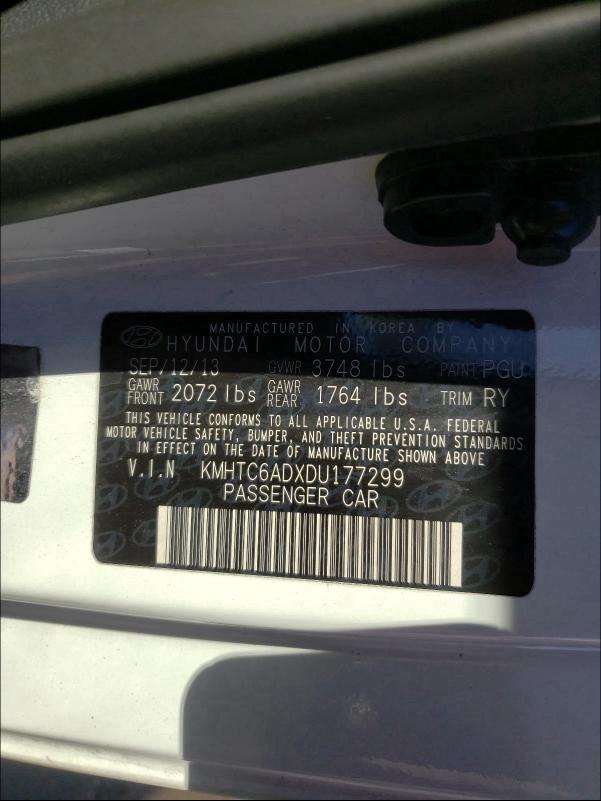 MANUFACTURED IN KOREA BY
HYUNDAI MOTOR COMPANY
SEP/12/13 GVWR 3748 lbs PAINT PGU
GAWR FRONT 2072 lbs GAWR REAR 1764 lbs TRIM RY
THIS VEHICLE CONFORMS TO ALL APPLICABLE U.S.A. FEDERAL
MOTOR VEHICLE SAFETY, BUMPER, AND THEFT PREVENTION STANDARDS
IN EFFECT ON THE DATE OF MANUFACTURE SHOWN ABOVE
V.I.N KMHTC6ADXDU177299
PASSENGER CAR